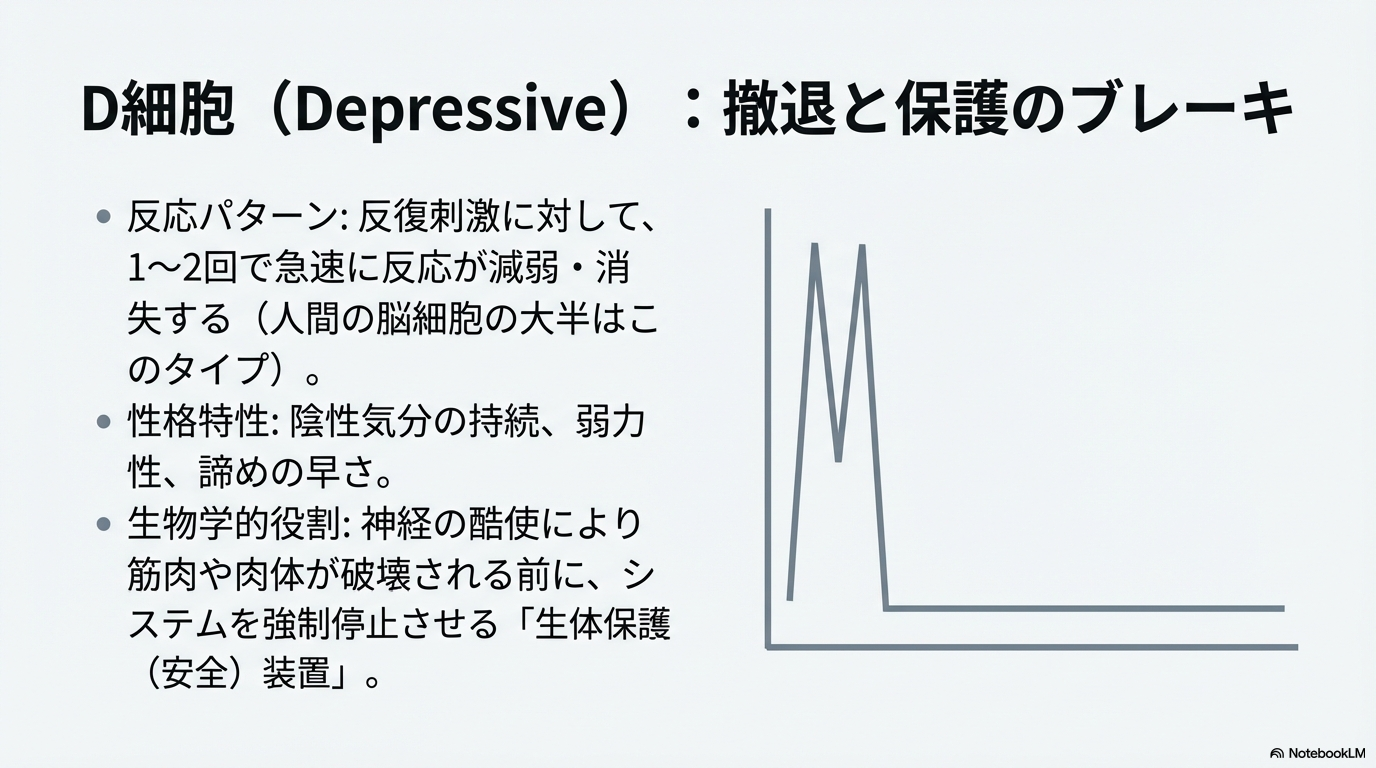 D細胞（Depressive）：撤退と保護のブレーキ
反応パターン: 反復刺激に対して、
1〜2回で急速に反応が減弱・消
失する（人間の脳細胞の大半はこ
のタイプ）。
性格特性: 陰性気分の持続、弱力
性、諦めの早さ。
生物学的役割: 神経の酷使により
筋肉や肉体が破壊される前に、シ
ステムを強制停止させる「生体保護
（安全）装置」。
NotebookLM